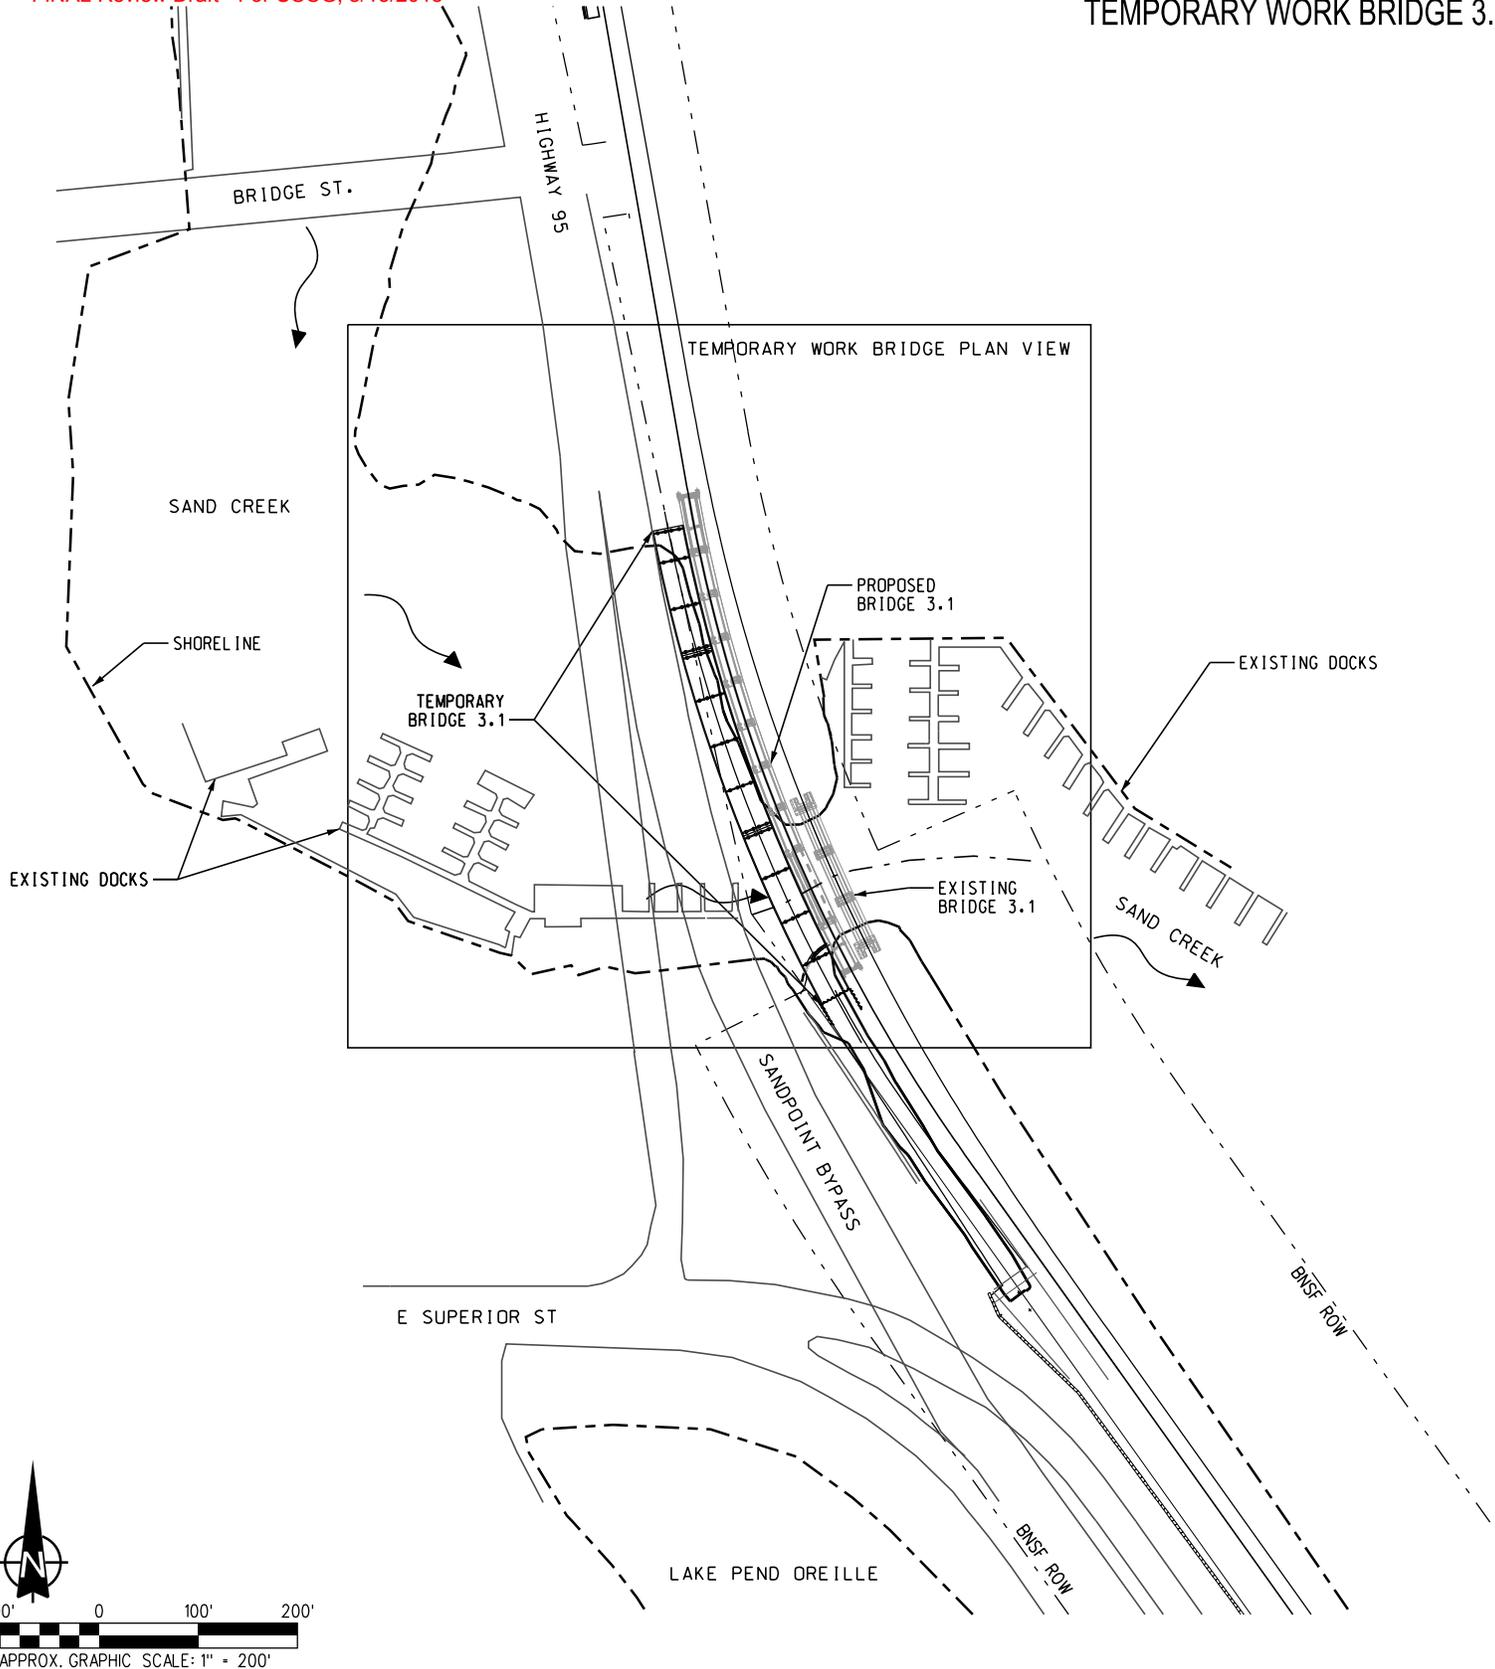 TEMPORARY WORK BRIDGE 3.
HIGHWAY 95
BRIDGE ST.
TEMPORARY WORK BRIDGE PLAN VIEW
SAND CREEK
PROPOSED
BRIDGE 3.1
SHORELINE
EXISTING DOCKS
TEMPORARY
BRIDGE 3.1
EXISTING DOCKS
EXISTING
BRIDGE 3.1
SAND CREEK
SANDPOINT BYPASS
BNSF ROW
E SUPERIOR ST
BNSF ROW
LAKE PEND OREILLE
N
0' 0 100' 200'
APPROX. GRAPHIC SCALE: 1" = 200'